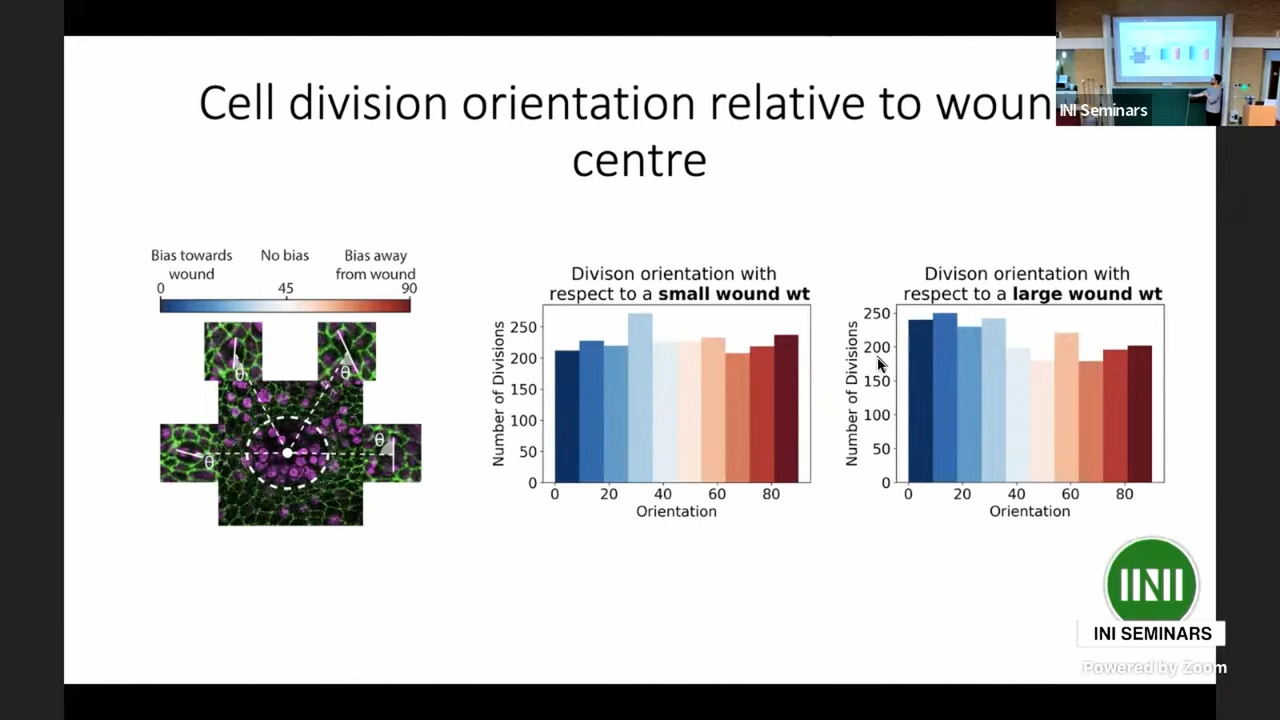 Cell division orientation relative to woun
centre
INI Seminars
Bias towards
wound
No bias
Bias away
from wound
0
45
90
θ
θ
θ
θ
Divison orientation with
respect to a small wound wt
Number of Divisions
250
200
150
100
50
0
0 20 40 60 80
Orientation
Divison orientation with
respect to a large wound wt
Number of Divisions
250
200
150
100
50
0
0 20 40 60 80
Orientation
INI
INI SEMINARS
Powered by Zoom